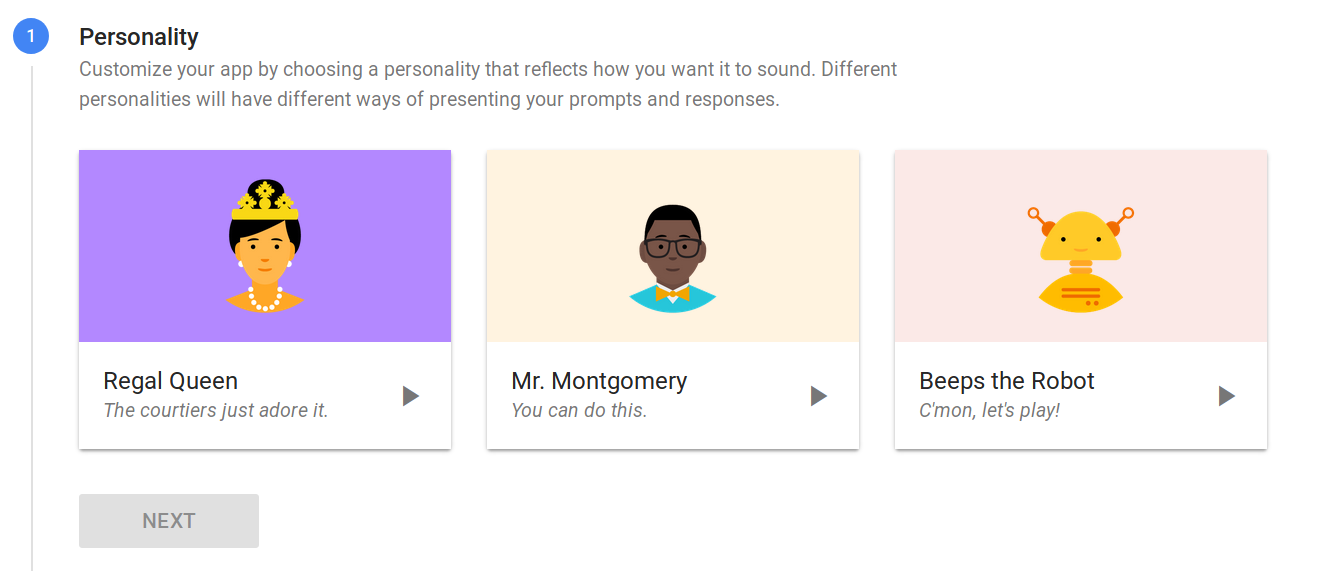 1
Personality
Customize your app by choosing a personality that reflects how you want it to sound. Different
personalities will have different ways of presenting your prompts and responses.
Regal Queen
The courtiers just adore it.
Mr. Montgomery
You can do this.
Beeps the Robot
C'mon, let's play!
NEXT